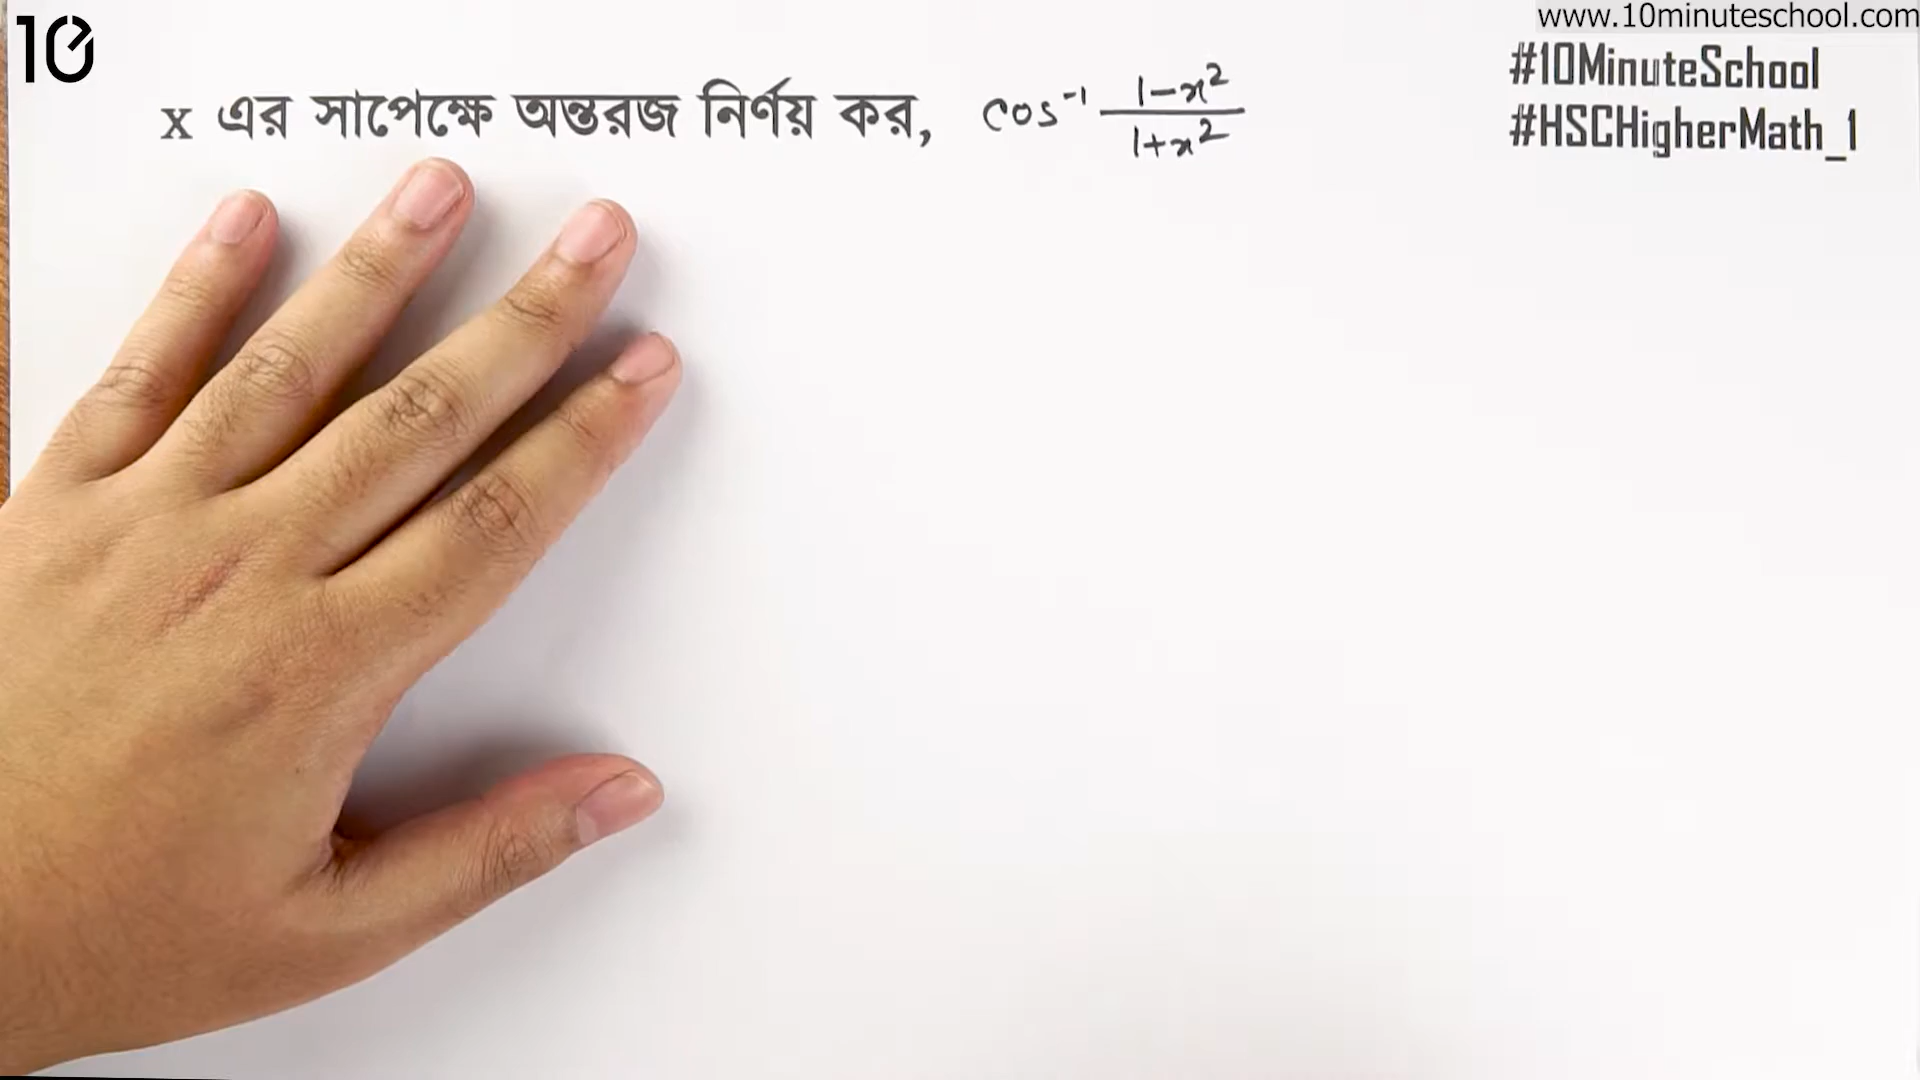 www.10minuteschool.com
10
#10MinuteSchool
x এর সাপেক্ষে অন্তরজ নির্ণয় কর, cos⁻¹ (1-x²)/(1+x²)
#HSCHigherMath_1